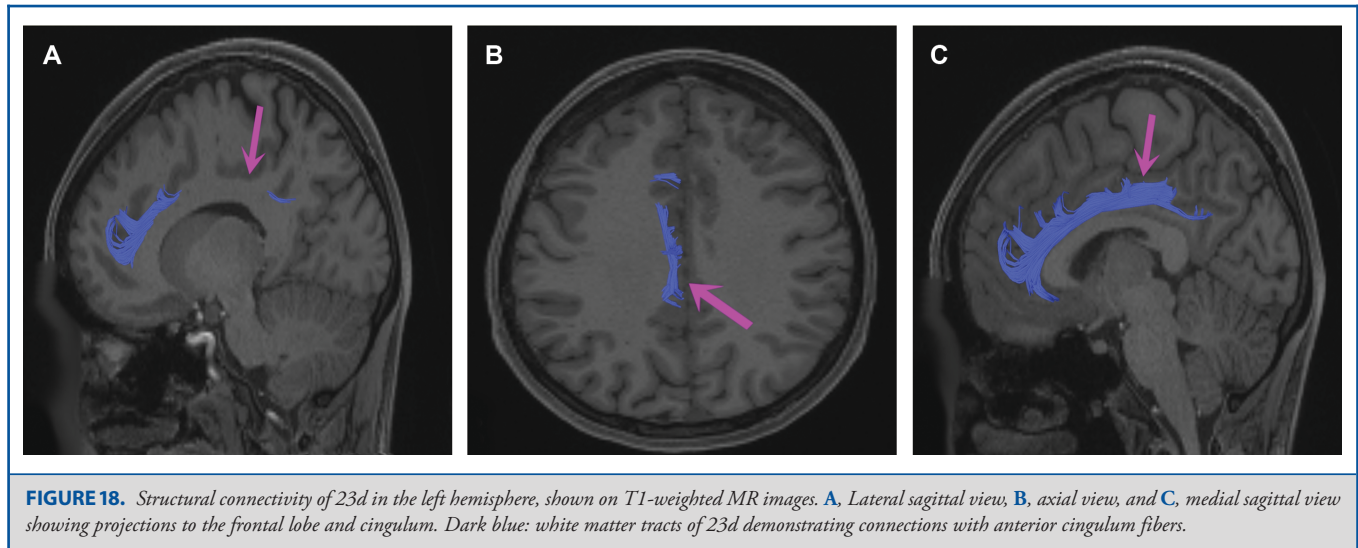 A
B
C
FIGURE 18. Structural connectivity of 23d in the left hemisphere, shown on T1-weighted MR images. A, Lateral sagittal view, B, axial view, and C, medial sagittal view
showing projections to the frontal lobe and cingulum. Dark blue: white matter tracts of 23d demonstrating connections with anterior cingulum fibers.